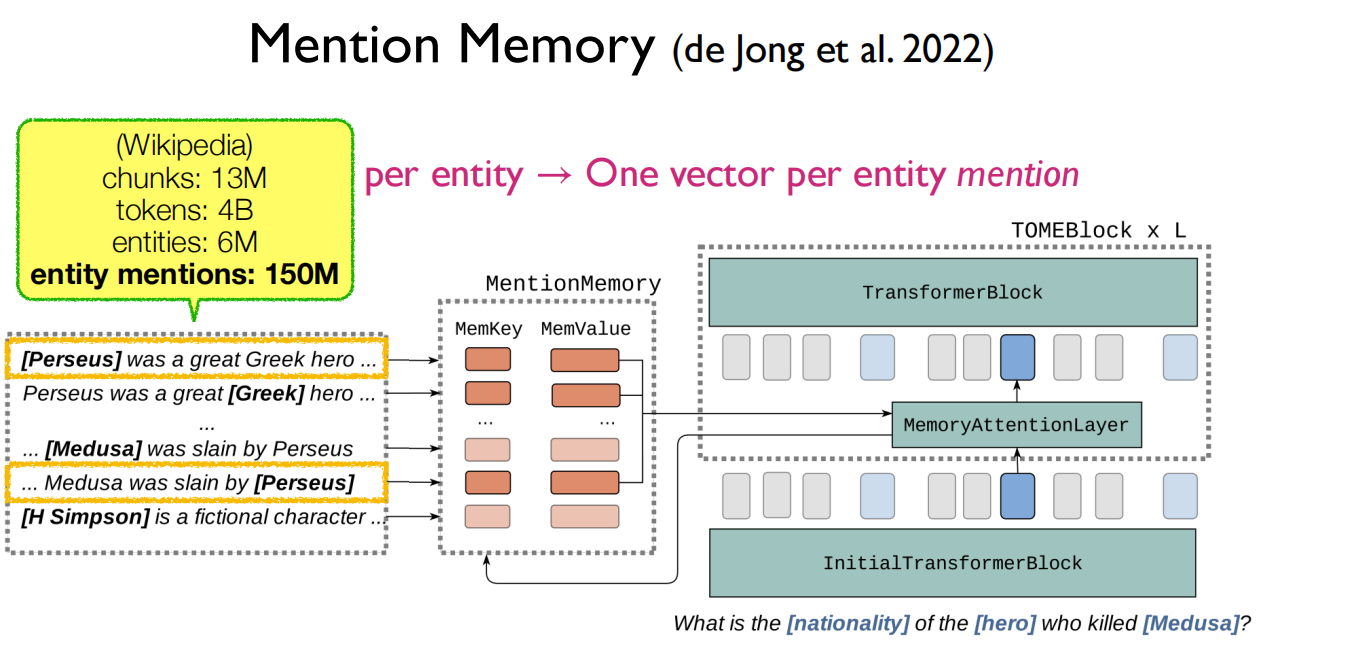 Mention Memory (de Jong et al. 2022)
(Wikipedia)
chunks: 13M
tokens: 4B
entities: 6M
entity mentions: 150M
per entity → One vector per entity mention
TOMEBlock x L
MentionMemory
TransformerBlock
MemKey MemValue
[Perseus] was a great Greek hero ...
Perseus was a great [Greek] hero ...
...
... [Medusa] was slain by Perseus
... Medusa was slain by [Perseus]
[H Simpson] is a fictional character ...
... ...
MemoryAttentionLayer
InitialTransformerBlock
What is the [nationality] of the [hero] who killed [Medusa]?